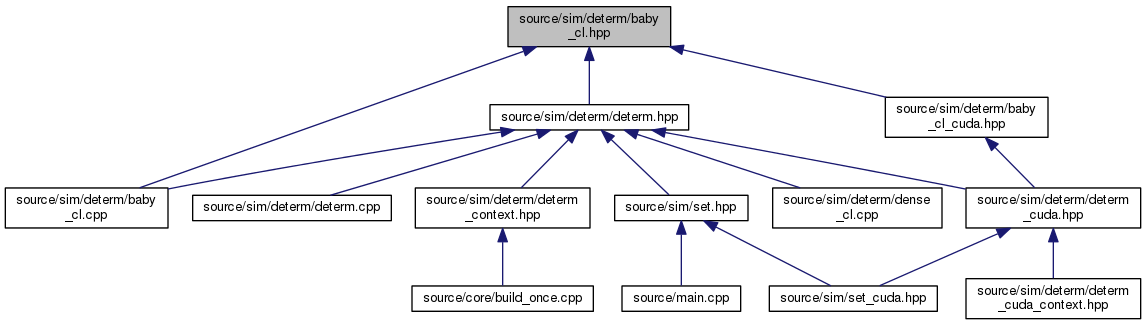 source/sim/determ/baby
_cl.hpp
source/sim/determ/determ.hpp
source/sim/determ/baby
_cl_cuda.hpp
source/sim/determ/baby
_cl.cpp
source/sim/determ/determ.cpp
source/sim/determ/determ
_context.hpp
source/sim/set.hpp
source/sim/determ/dense
_cl.cpp
source/sim/determ/determ
_cuda.hpp
source/core/build_once.cpp
source/main.cpp
source/sim/set_cuda.hpp
source/sim/determ/determ
_cuda_context.hpp